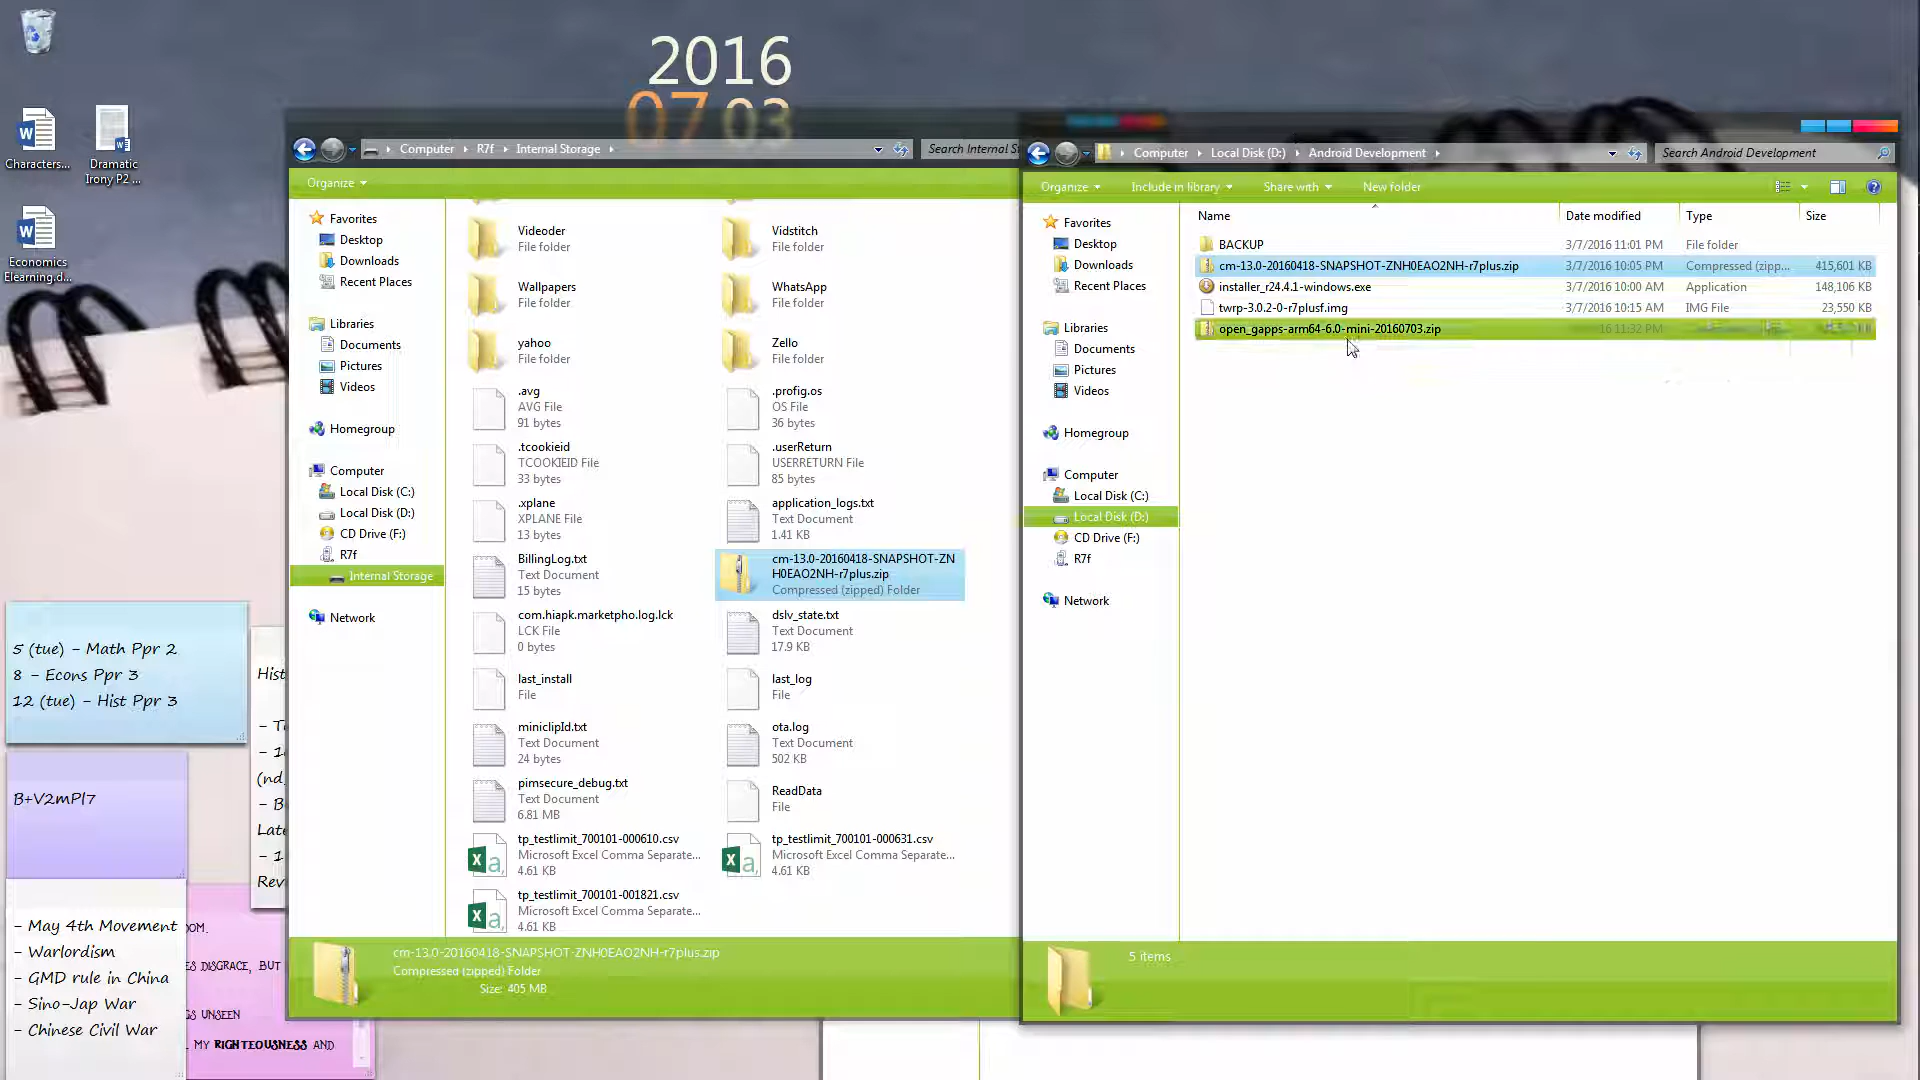 2016
07 03
Characters...
Dramatic
Irony P2 ...
Economics
Elearning.d...
Computer
R7f
Internal Storage
Search Internal S
Organize
Favorites
Desktop
Downloads
Recent Places
Libraries
Documents
Pictures
Videos
Homegroup
Computer
Local Disk (C:)
Local Disk (D:)
CD Drive (F:)
R7f
Internal Storage
Network
Videoder
File folder
Vidstitch
File folder
Wallpapers
File folder
WhatsApp
File folder
yahoo
File folder
Zello
File folder
.avg
AVG File
91 bytes
.profig.os
OS File
36 bytes
.tcookieid
TCOOKIEID File
33 bytes
.userReturn
USERRETURN File
85 bytes
.xplane
XPLANE File
13 bytes
application_logs.txt
Text Document
1.41 KB
BillingLog.txt
Text Document
15 bytes
cm-13.0-20160418-SNAPSHOT-ZN
H0EAO2NH-r7plus.zip
Compressed (zipped) Folder
com.hiapk.marketpho.log.lck
LCK File
0 bytes
dslv_state.txt
Text Document
17.9 KB
last_install
File
last_log
File
miniclipId.txt
Text Document
24 bytes
ota.log
Text Document
502 KB
pimsecure_debug.txt
Text Document
6.81 MB
ReadData
File
tp_testlimit_700101-000610.csv
Microsoft Excel Comma Separate...
4.61 KB
tp_testlimit_700101-000631.csv
Microsoft Excel Comma Separate...
4.61 KB
tp_testlimit_700101-001821.csv
Microsoft Excel Comma Separate...
4.61 KB
cm-13.0-20160418-SNAPSHOT-ZNH0EAO2NH-r7plus.zip
Compressed (zipped) Folder
Size: 405 MB
Computer
Local Disk (D:)
Android Development
Search Android Development
Organize
Include in library
Share with
New folder
Favorites
Desktop
Downloads
Recent Places
Libraries
Documents
Pictures
Videos
Homegroup
Computer
Local Disk (C:)
Local Disk (D:)
CD Drive (F:)
R7f
Network
Name Date modified Type Size
BACKUP 3/7/2016 11:01 PM File folder
cm-13.0-20160418-SNAPSHOT-ZNH0EAO2NH-r7plus.zip 3/7/2016 10:05 PM Compressed (zipp... 415,601 KB
installer_r24.4.1-windows.exe 3/7/2016 10:00 AM Application 148,106 KB
twrp-3.0.2-0-r7plusf.img 3/7/2016 10:15 AM IMG File 23,550 KB
open_gapps-arm64-6.0-mini-20160703.zip 16 11:32 PM
5 items
5 (tue) - Math Ppr 2
8 - Econs Ppr 3
12 (tue) - Hist Ppr 3
B+V2mPl7
- May 4th Movement
- Warlordism
- GMD rule in China
- Sino-Jap War
- Chinese Civil War
Hist
(nd
Late
Rev
DISGRACE, BUT
UNSEEN
MY RIGHTEOUSNESS AND